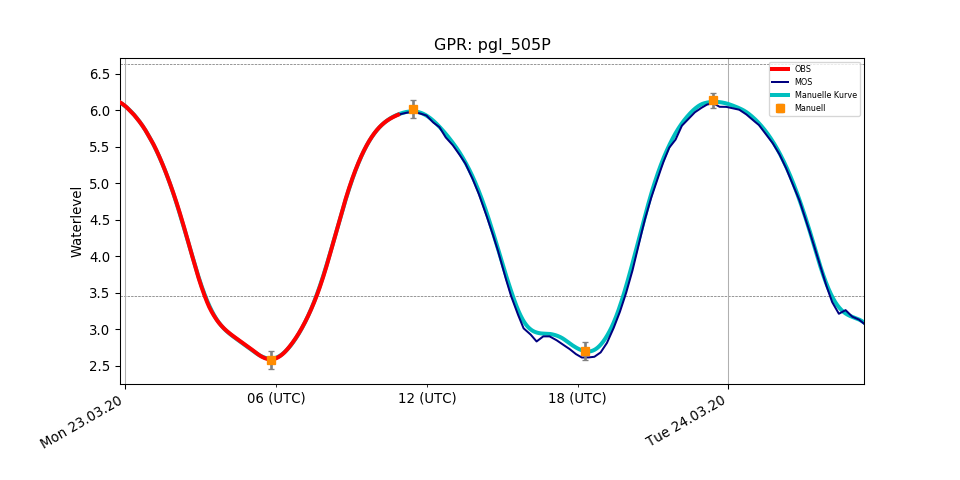 GPR: pgl_505P
OBS
MOS
Manuelle Kurve
Manuell
Waterlevel
6.5
6.0
5.5
5.0
4.5
4.0
3.5
3.0
2.5
Mon 23.03.20
06 (UTC)
12 (UTC)
18 (UTC)
Tue 24.03.20